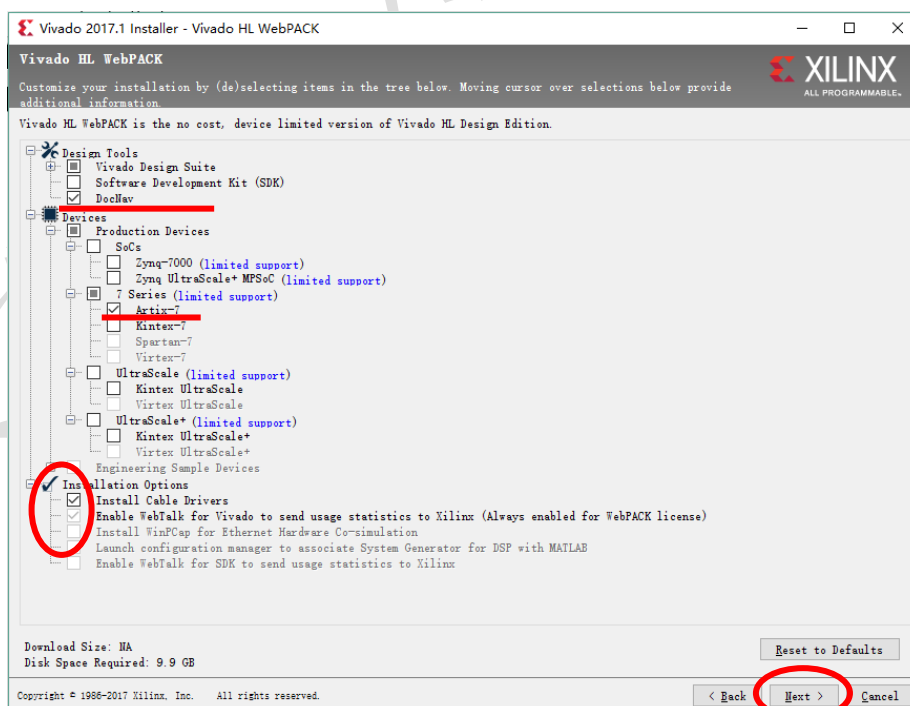 Vivado 2017.1 Installer - Vivado HL WebPACK
Vivado HL WebPACK
Customize your installation by (de)selecting items in the tree below. Moving cursor over selections below provide
additional information.
XILINX
ALL PROGRAMMABLE™
Vivado HL WebPACK is the no cost, device limited version of Vivado HL Design Edition.
Design Tools
Vivado Design Suite
Software Development Kit (SDK)
DocNav
Devices
Production Devices
SoCs
Zynq-7000 (limited support)
Zynq UltraScale+ MPSoC (limited support)
7 Series (limited support)
Artix-7
Kintex-7
Spartan-7
Virtex-7
UltraScale (limited support)
Kintex UltraScale
Virtex UltraScale
UltraScale+ (limited support)
Kintex UltraScale+
Virtex UltraScale+
Engineering Sample Devices
Installation Options
Install Cable Drivers
Enable WebTalk for Vivado to send usage statistics to Xilinx (Always enabled for WebPACK license)
Install WinPCap for Ethernet Hardware Co-simulation
Launch configuration manager to associate System Generator for DSP with MATLAB
Enable WebTalk for SDK to send usage statistics to Xilinx
Download Size: NA
Disk Space Required: 9.9 GB
Reset to Defaults
Copyright © 1986-2017 Xilinx, Inc. All rights reserved.
< Back
Next >
Cancel